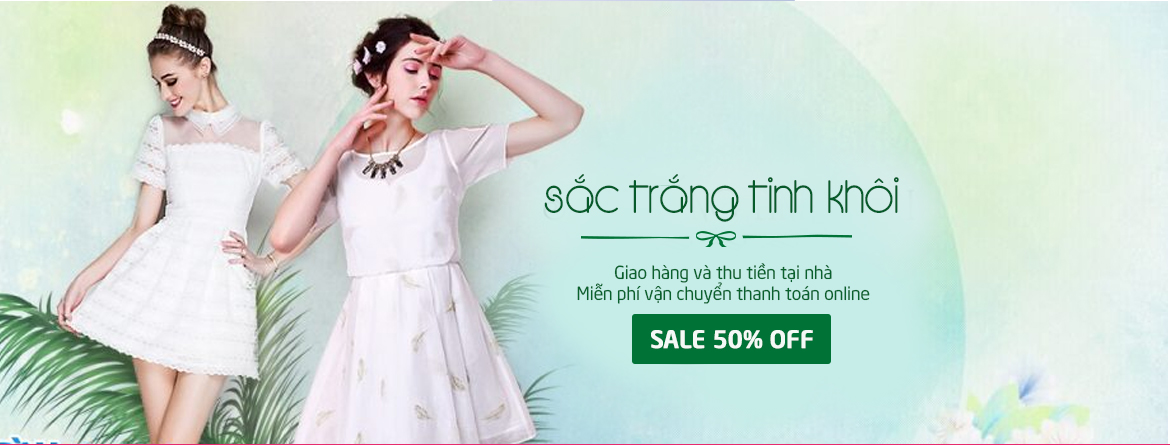 sắc trắng tinh khôi
Giao hàng và thu tiền tại nhà
Miễn phí vận chuyển thanh toán online
SALE 50% OFF